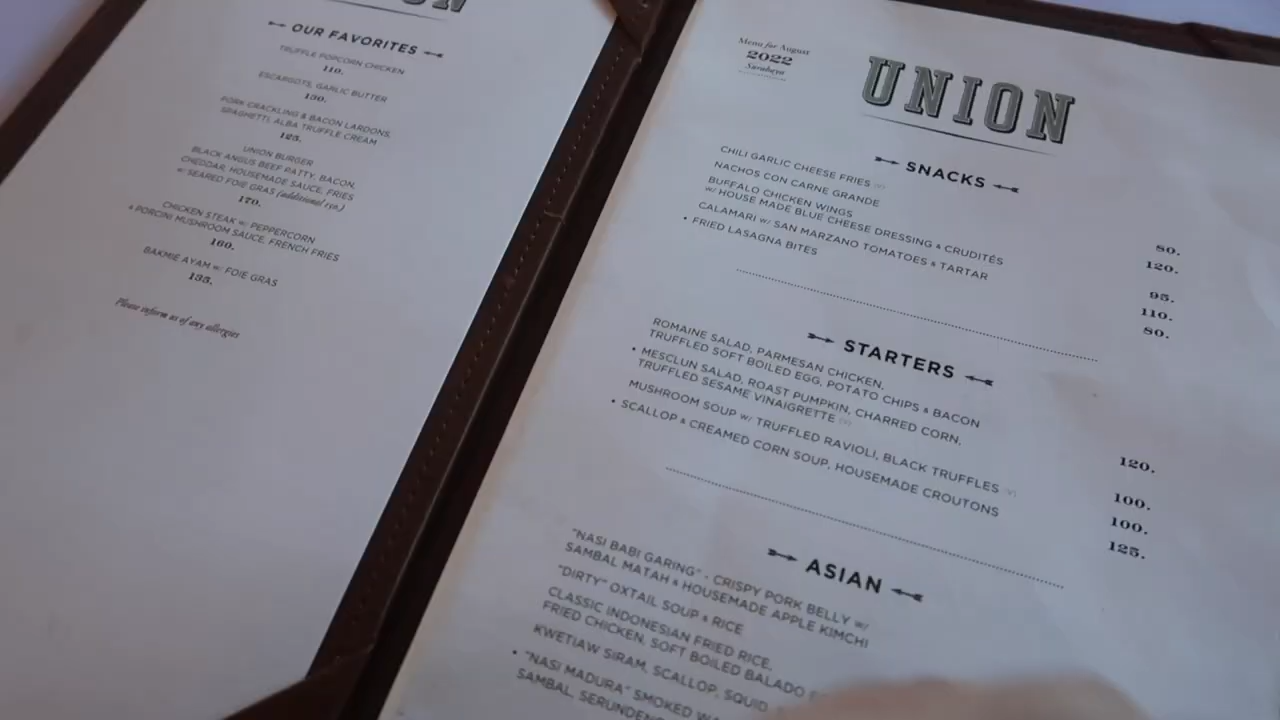 ON
OUR FAVORITES
TRUFFLE POPCORN CHICKEN
110.
ESCARGOTS, GARLIC BUTTER
130.
PORK CRACKLING & BACON LARDONS,
SPAGHETTI, ALBA TRUFFLE CREAM
125.
UNION BURGER
BLACK ANGUS BEEF PATTY, BACON,
CHEDDAR, HOUSEMADE SAUCE, FRIES
w/ SEARED FOIE GRAS (additional 150.)
170.
CHICKEN STEAK w/ PEPPERCORN
& PORCINI MUSHROOM SAUCE, FRENCH FRIES
160.
BAKMIE AYAM w/ FOIE GRAS
135.
Please inform us of any allergies
Menu for August
2022
Surabaya
UNION
SNACKS
CHILI GARLIC CHEESE FRIES (V)
80.
NACHOS CON CARNE GRANDE
120.
BUFFALO CHICKEN WINGS
w/ HOUSE MADE BLUE CHEESE DRESSING & CRUDITÉS
95.
CALAMARI w/ SAN MARZANO TOMATOES & TARTAR
110.
• FRIED LASAGNA BITES
80.
STARTERS
ROMAINE SALAD, PARMESAN CHICKEN,
TRUFFLED SOFT BOILED EGG, POTATO CHIPS & BACON
120.
• MESCLUN SALAD, ROAST PUMPKIN, CHARRED CORN,
TRUFFLED SESAME VINAIGRETTE (V)
100.
MUSHROOM SOUP w/ TRUFFLED RAVIOLI, BLACK TRUFFLES (V)
100.
• SCALLOP & CREAMED CORN SOUP, HOUSEMADE CROUTONS
125.
ASIAN
"NASI BABI GARING" - CRISPY PORK BELLY w/
SAMBAL MATAH & HOUSEMADE APPLE KIMCHI
"DIRTY" OXTAIL SOUP & RICE
CLASSIC INDONESIAN FRIED RICE,
FRIED CHICKEN, SOFT BOILED BALADO
KWETIAW SIRAM, SCALLOP, SQUID
• "NASI MADURA" SMOKED
SAMBAL, SERUNDENG